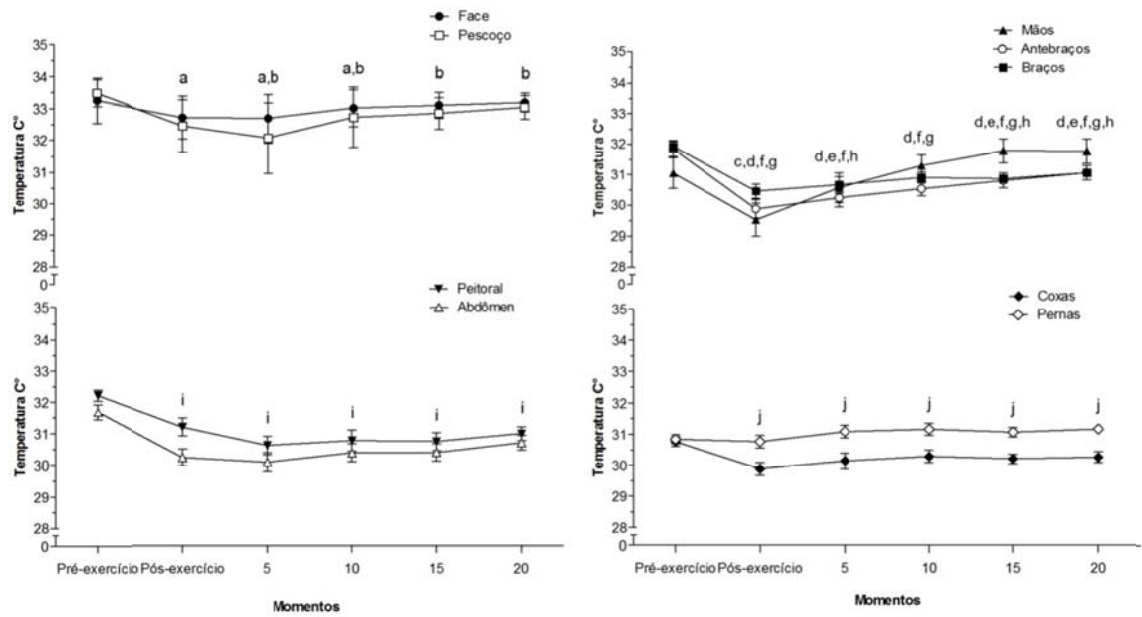 Face
Pescoço
Temperatura C°
35
34
33
32
31
30
29
28
0
a
a,b
a,b
b
b
Mãos
Antebraços
Braços
Temperatura C°
35
34
33
32
31
30
29
28
0
c,d,f,g
d,e,f,h
d,f,g
d,e,f,g,h
d,e,f,g,h
Peitoral
Abdômen
Temperatura C°
35
34
33
32
31
30
29
28
0
i
i
i
i
i
Pré-exercício Pós-exercício 5 10 15 20
Momentos
Coxas
Pernas
Temperatura C°
35
34
33
32
31
30
29
28
0
j
j
j
j
j
Pré-exercício Pós-exercício 5 10 15 20
Momentos